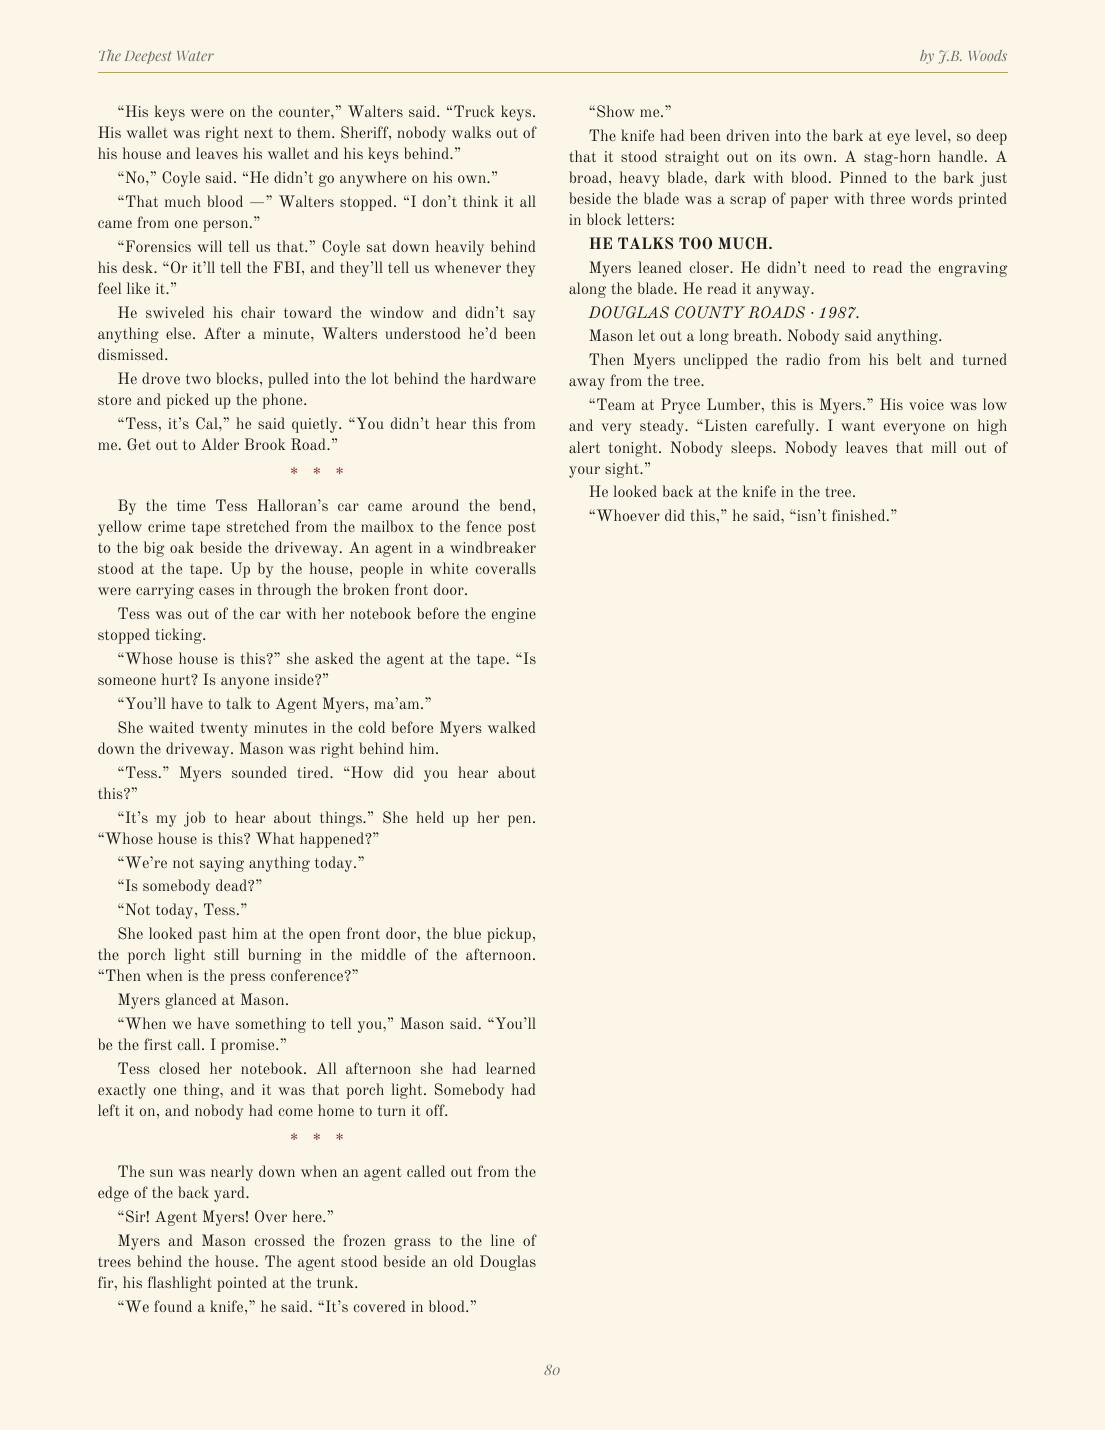 The Deepest Water
by J.B. Woods
“His keys were on the counter,” Walters said. “Truck keys.
His wallet was right next to them. Sheriff, nobody walks out of
his house and leaves his wallet and his keys behind.”
“No,” Coyle said. “He didn’t go anywhere on his own.”
“That much blood —” Walters stopped. “I don’t think it all
came from one person.”
“Forensics will tell us that.” Coyle sat down heavily behind
his desk. “Or it’ll tell the FBI, and they’ll tell us whenever they
feel like it.”
He swiveled his chair toward the window and didn’t say
anything else. After a minute, Walters understood he’d been
dismissed.
He drove two blocks, pulled into the lot behind the hardware
store and picked up the phone.
“Tess, it’s Cal,” he said quietly. “You didn’t hear this from
me. Get out to Alder Brook Road.”
* * *
By the time Tess Halloran’s car came around the bend,
yellow crime tape stretched from the mailbox to the fence post
to the big oak beside the driveway. An agent in a windbreaker
stood at the tape. Up by the house, people in white coveralls
were carrying cases in through the broken front door.
Tess was out of the car with her notebook before the engine
stopped ticking.
“Whose house is this?” she asked the agent at the tape. “Is
someone hurt? Is anyone inside?”
“You’ll have to talk to Agent Myers, ma’am.”
She waited twenty minutes in the cold before Myers walked
down the driveway. Mason was right behind him.
“Tess.” Myers sounded tired. “How did you hear about
this?”
“It’s my job to hear about things.” She held up her pen.
“Whose house is this? What happened?”
“We’re not saying anything today.”
“Is somebody dead?”
“Not today, Tess.”
She looked past him at the open front door, the blue pickup,
the porch light still burning in the middle of the afternoon.
“Then when is the press conference?”
Myers glanced at Mason.
“When we have something to tell you,” Mason said. “You’ll
be the first call. I promise.”
Tess closed her notebook. All afternoon she had learned
exactly one thing, and it was that porch light. Somebody had
left it on, and nobody had come home to turn it off.
* * *
The sun was nearly down when an agent called out from the
edge of the back yard.
“Sir! Agent Myers! Over here.”
Myers and Mason crossed the frozen grass to the line of
trees behind the house. The agent stood beside an old Douglas
fir, his flashlight pointed at the trunk.
“We found a knife,” he said. “It’s covered in blood.”
“Show me.”
The knife had been driven into the bark at eye level, so deep
that it stood straight out on its own. A stag-horn handle. A
broad, heavy blade, dark with blood. Pinned to the bark just
beside the blade was a scrap of paper with three words printed
in block letters:
HE TALKS TOO MUCH.
Myers leaned closer. He didn’t need to read the engraving
along the blade. He read it anyway.
DOUGLAS COUNTY ROADS · 1987.
Mason let out a long breath. Nobody said anything.
Then Myers unclipped the radio from his belt and turned
away from the tree.
“Team at Pryce Lumber, this is Myers.” His voice was low
and very steady. “Listen carefully. I want everyone on high
alert tonight. Nobody sleeps. Nobody leaves that mill out of
your sight.”
He looked back at the knife in the tree.
“Whoever did this,” he said, “isn’t finished.”
80